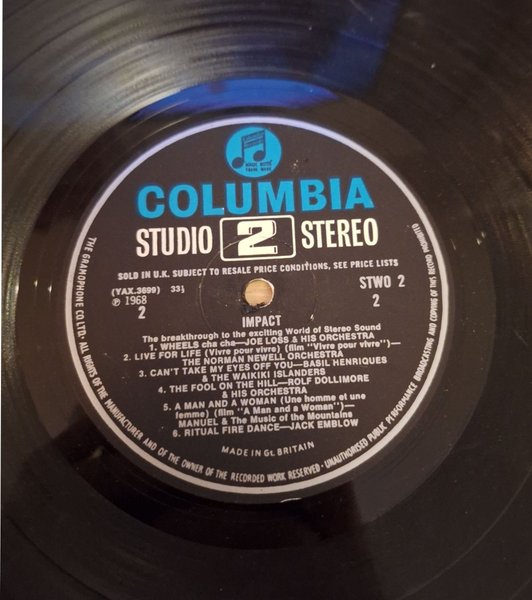 MAGIC NOTES
TRADE MARK
COLUMBIA
STUDIO 2 STEREO
SOLD IN U.K. SUBJECT TO RESALE PRICE CONDITIONS, SEE PRICE LISTS
(YAX.3699) 33⅓
℗ 1968
2
STWO 2
2
IMPACT
The breakthrough to the exciting World of Stereo Sound
1. WHEELS cha cha—JOE LOSS & HIS ORCHESTRA
2. LIVE FOR LIFE (Vivre pour vivre) (film "Vivre pour vivre")—
THE NORMAN NEWELL ORCHESTRA
3. CAN'T TAKE MY EYES OFF YOU—BASIL HENRIQUES
& THE WAIKIKI ISLANDERS
4. THE FOOL ON THE HILL—ROLF DOLLIMORE
& HIS ORCHESTRA
5. A MAN AND A WOMAN (Une homme et une
femme) (film "A Man and a Woman")—
MANUEL & The Music of the Mountains
6. RITUAL FIRE DANCE—JACK EMBLOW
MADE IN Gt. BRITAIN
THE GRAMOPHONE CO. LTD. · ALL RIGHTS OF THE MANUFACTURER AND OF THE OWNER OF THE RECORDED WORK RESERVED · UNAUTHORISED PUBLIC PERFORMANCE BROADCASTING AND COPYING OF THIS RECORD PROHIBITED